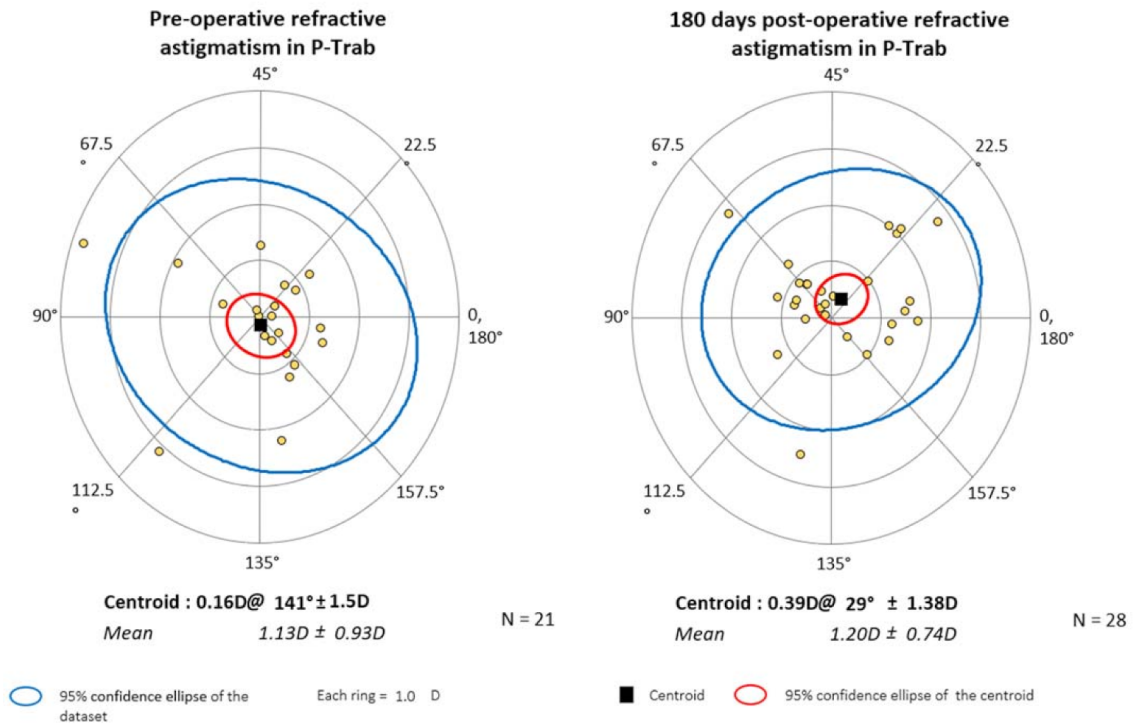 Pre-operative refractive
astigmatism in P-Trab
45°
67.5
°
22.5
°
90°
0,
180°
112.5
°
157.5°
135°
Centroid : 0.16D@ 141° ± 1.5D
Mean 1.13D ± 0.93D
N = 21
180 days post-operative refractive
astigmatism in P-Trab
45°
67.5
°
22.5
°
90°
0,
180°
112.5
°
157.5°
135°
Centroid : 0.39D@ 29° ± 1.38D
Mean 1.20D ± 0.74D
N = 28
95% confidence ellipse of the
dataset
Each ring = 1.0 D
Centroid
95% confidence ellipse of the centroid